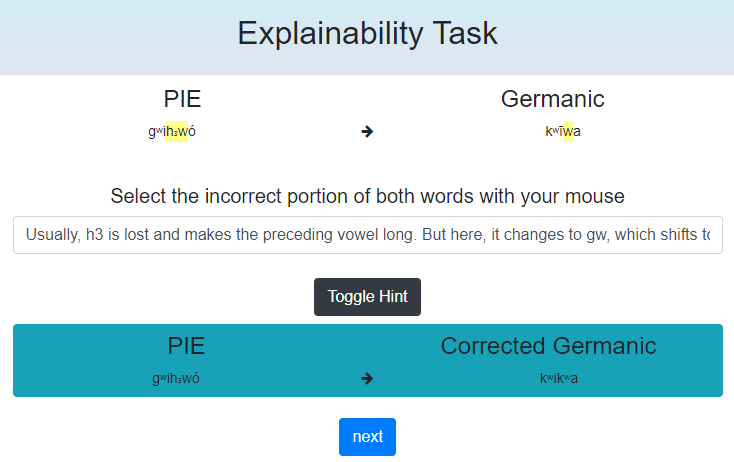 Explainability Task
PIE Germanic
gʷih₃wó → kʷīwa
Select the incorrect portion of both words with your mouse
Usually, h3 is lost and makes the preceding vowel long. But here, it changes to gw, which shifts to
Toggle Hint
PIE Corrected Germanic
gʷih₃wó → kʷikʷa
next